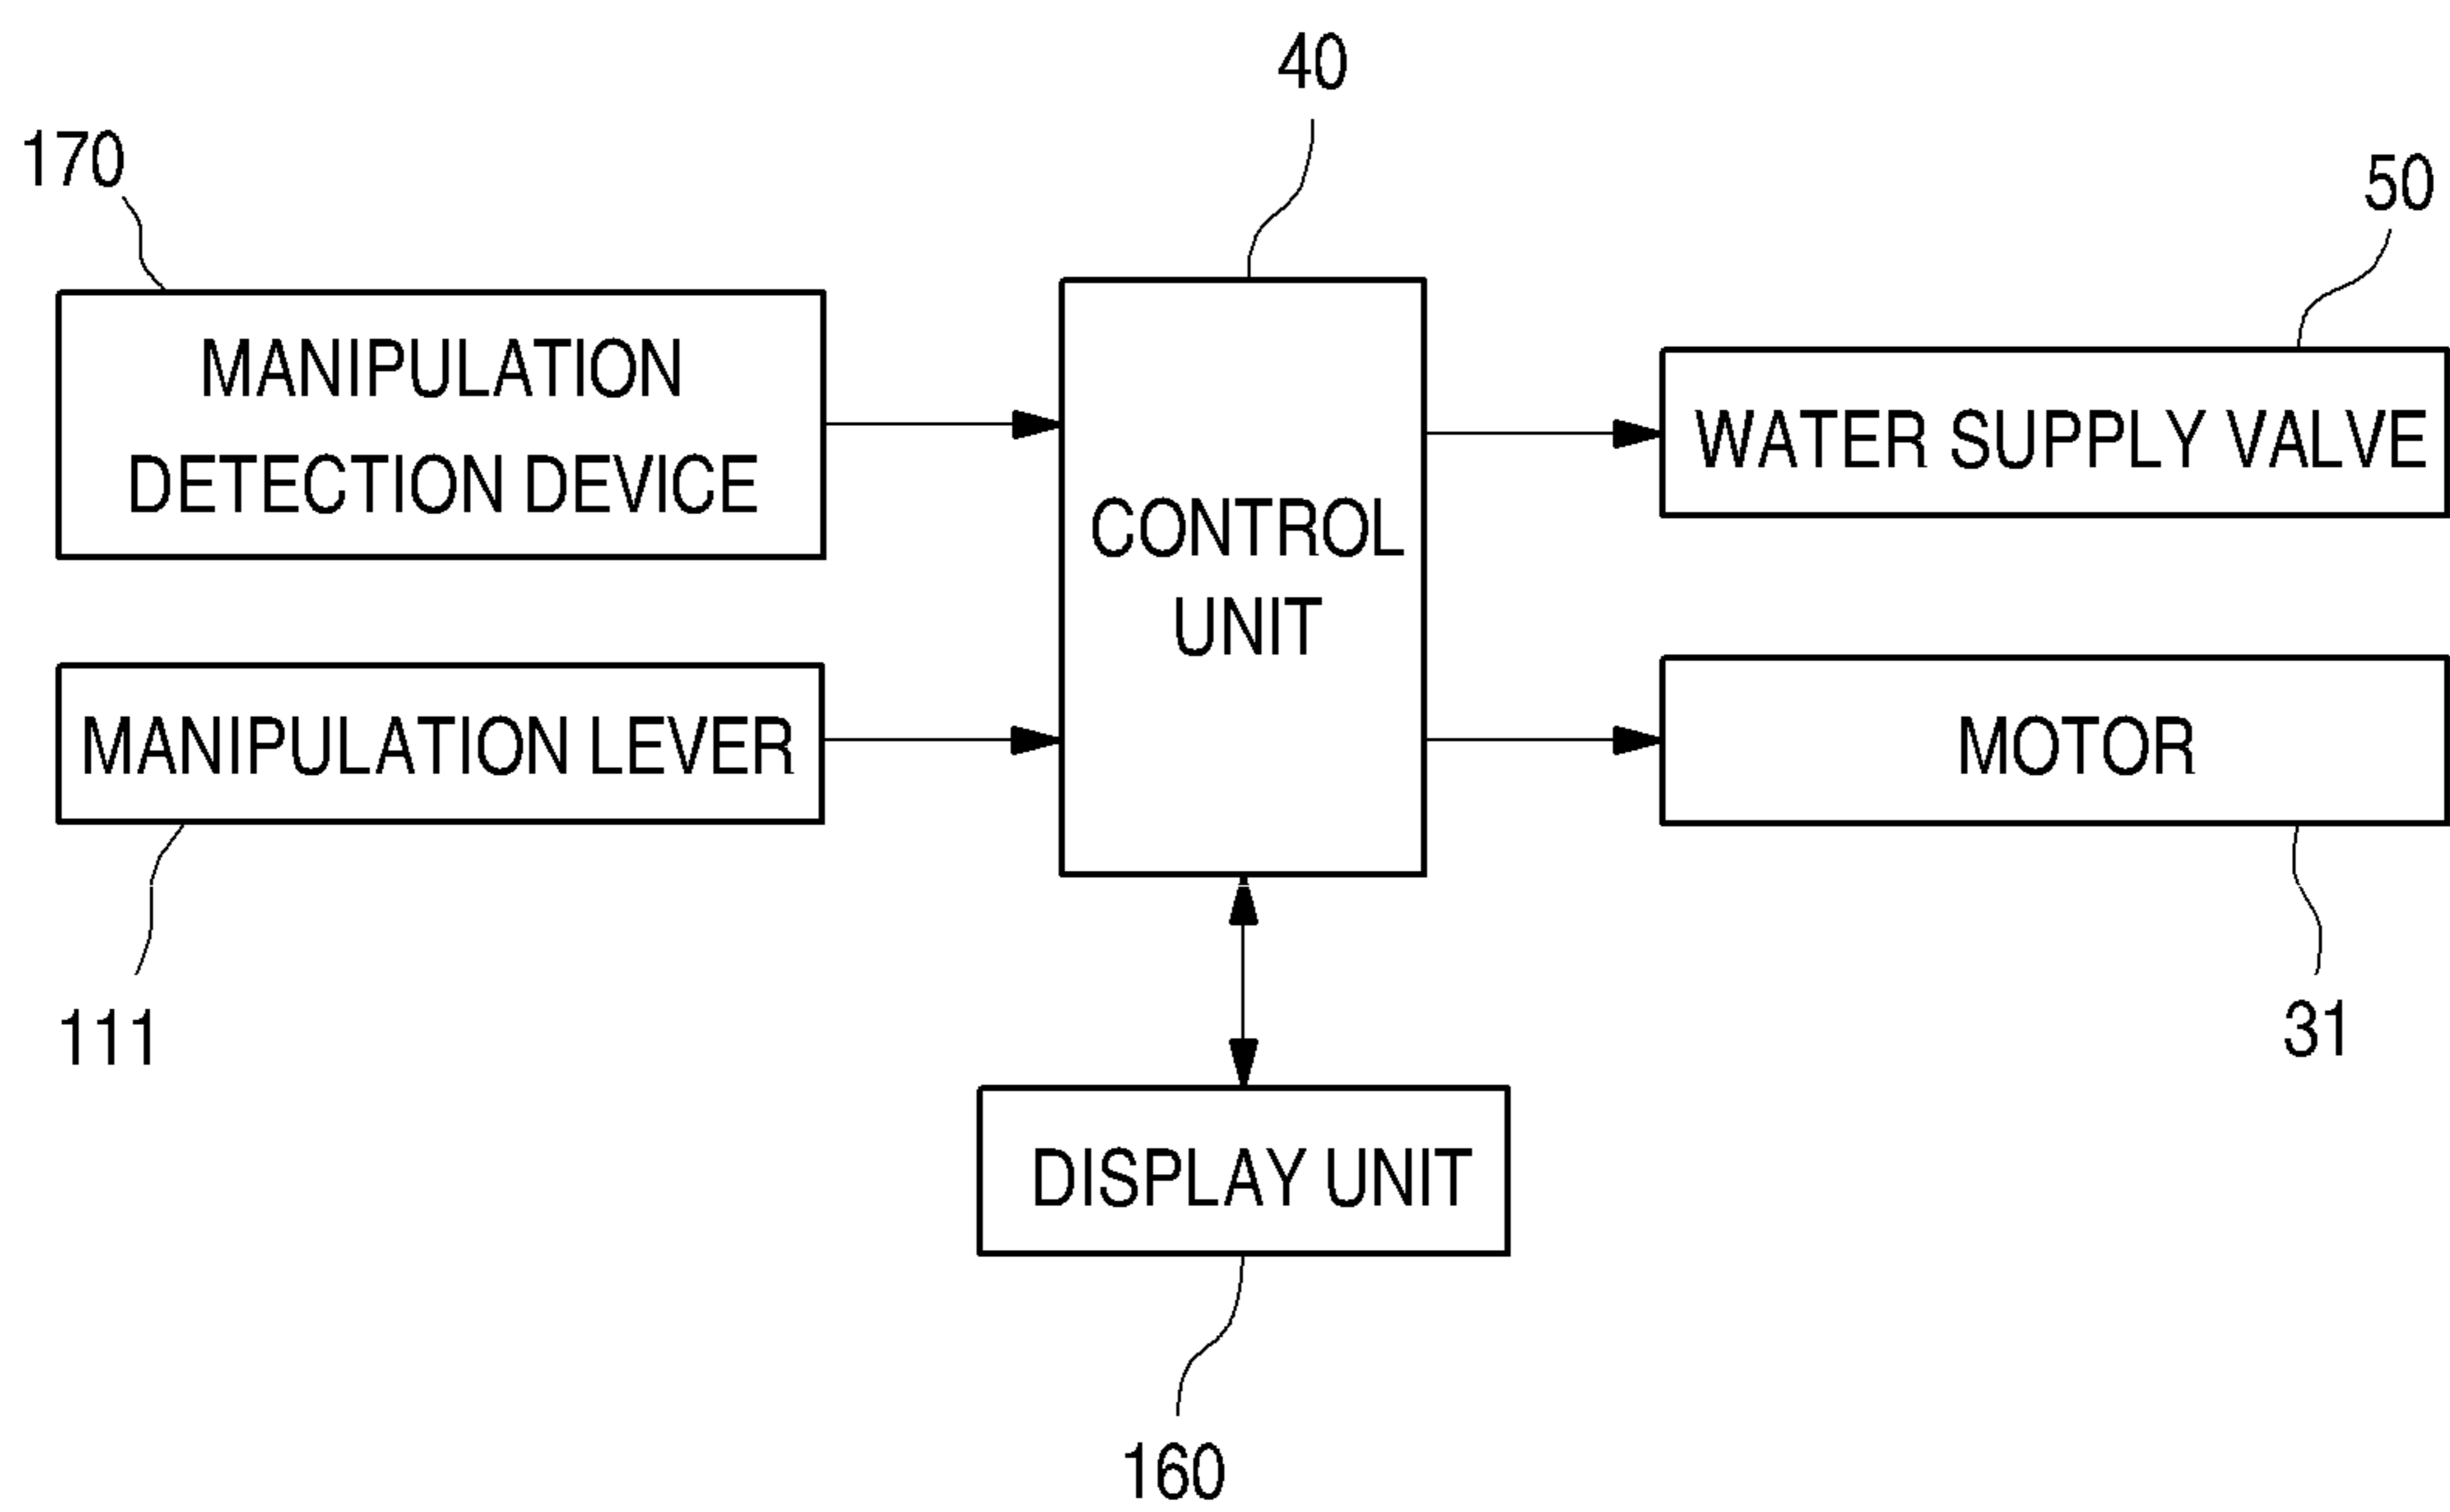 40
170
50
MANIPULATION
DETECTION DEVICE
WATER SUPPLY VALVE
CONTROL
UNIT
MANIPULATION LEVER
MOTOR
111
31
DISPLAY UNIT
160